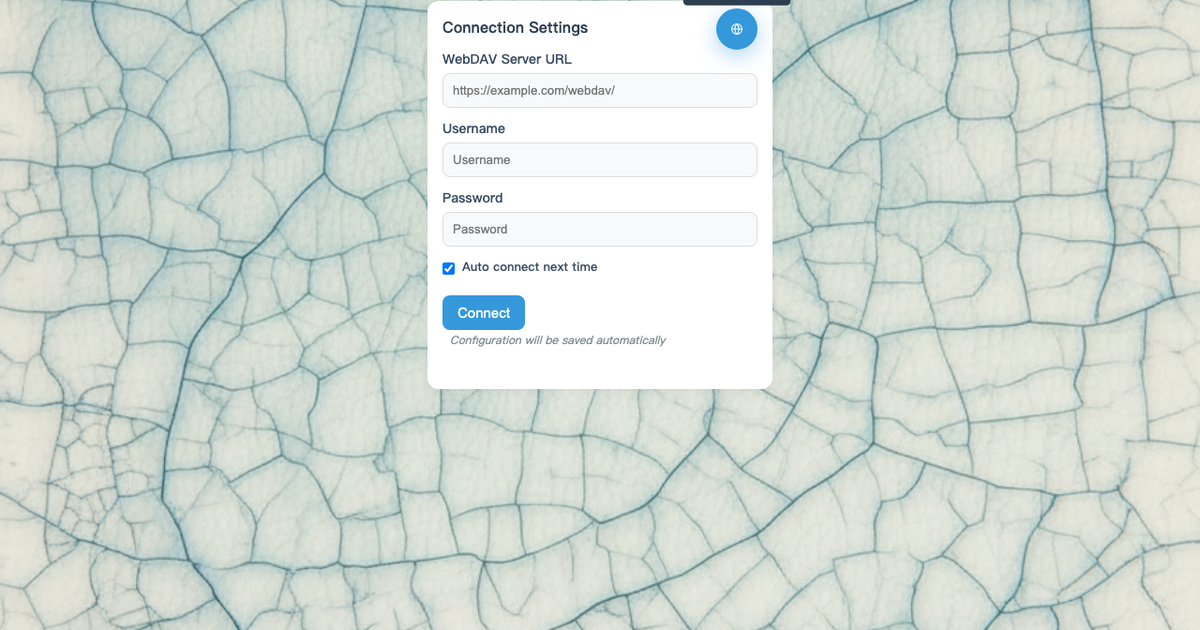 Connection Settings
WebDAV Server URL
https://example.com/webdav/
Username
Username
Password
Password
Auto connect next time
Connect
Configuration will be saved automatically